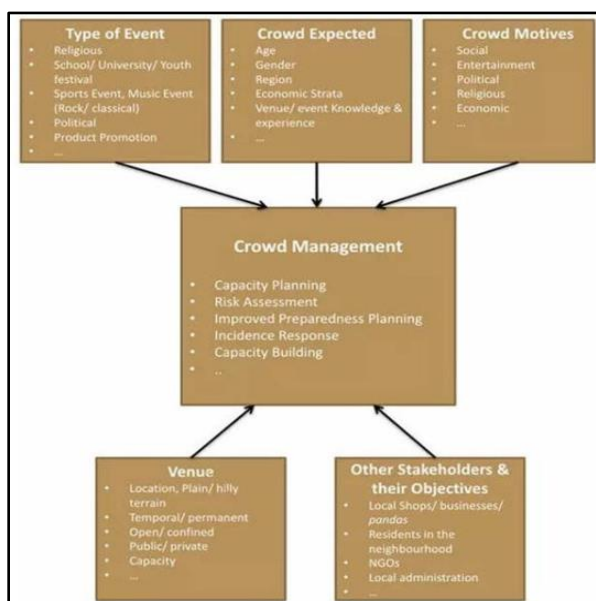 Type of Event
• Religious
• School/ University/ Youth
festival
• Sports Event, Music Event
(Rock/ classical)
• Political
• Product Promotion
• ...
Crowd Expected
• Age
• Gender
• Region
• Economic Strata
• Venue/ event Knowledge &
experience
• ...
Crowd Motives
• Social
• Entertainment
• Political
• Religious
• Economic
• ...
Crowd Management
• Capacity Planning
• Risk Assessment
• Improved Preparedness Planning
• Incidence Response
• Capacity Building
• ..
Venue
• Location, Plain/ hilly
terrain
• Temporal/ permanent
• Open/ confined
• Public/ private
• Capacity
• ...
Other Stakeholders &
their Objectives
• Local Shops/ businesses/
pandas
• Residents in the
neighbourhood
• NGOs
• Local administration
• ...